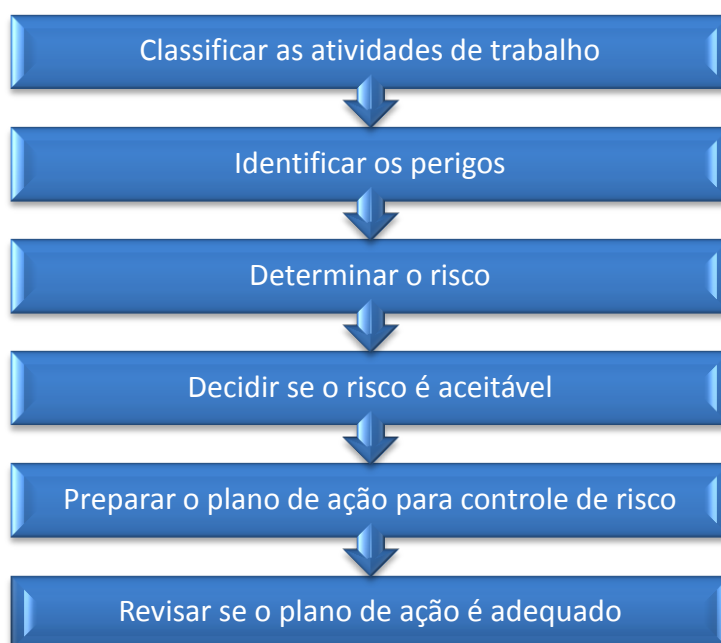 Classificar as atividades de trabalho
Identificar os perigos
Determinar o risco
Decidir se o risco é aceitável
Preparar o plano de ação para controle de risco
Revisar se o plano de ação é adequado